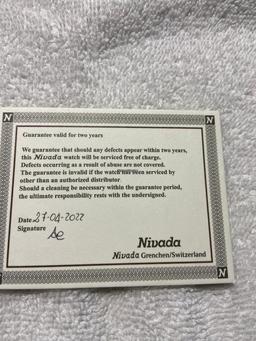 N N
Guarantee valid for two years
We guarantee that should any defects appear within two years,
this Nivada watch will be serviced free of charge.
Defects occurring as a result of abuse are not covered.
The guarantee is invalid if the watch has been serviced by
other than an authorized distributor.
Should a cleaning be necessary within the guarantee period,
the ultimate responsibility rests with the undersigned.
Date 27-04-2022
Signature
Nivada
Nivada Grenchen/Switzerland
N